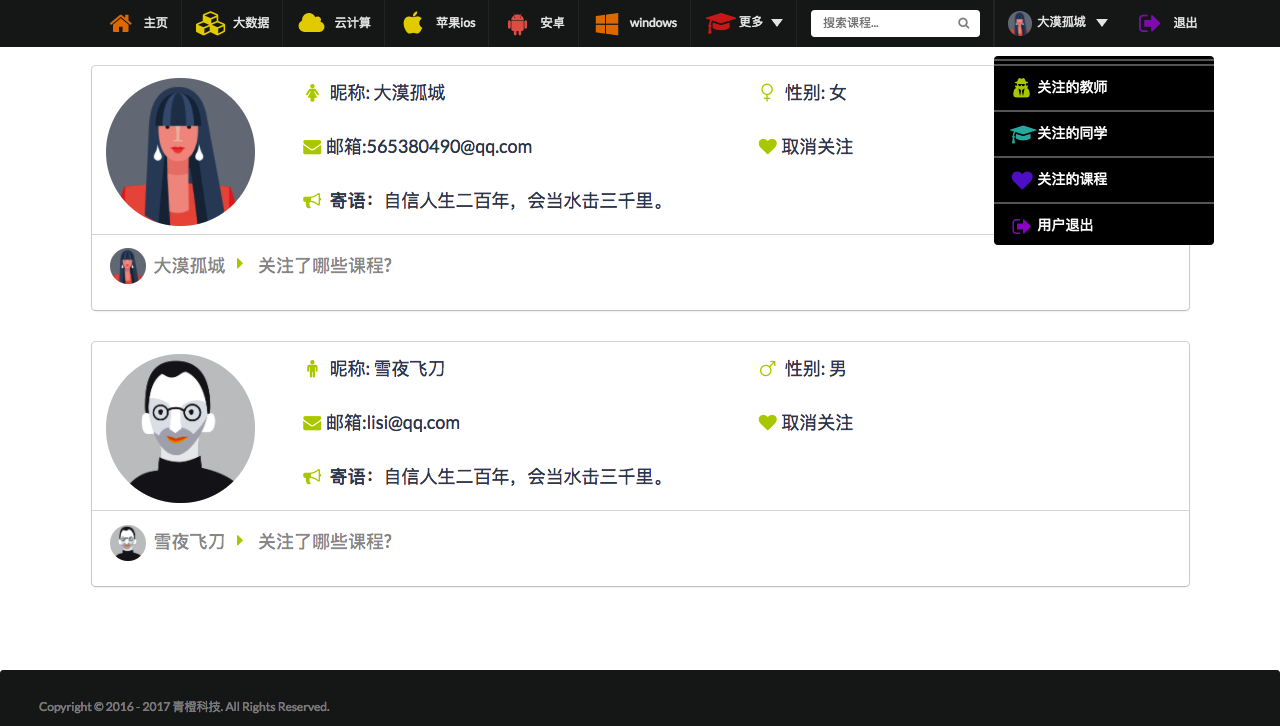 主页 大数据 云计算 苹果ios 安卓 windows 更多 搜索课程... 大漠孤城 退出
关注的教师
关注的同学
关注的课程
用户退出
昵称: 大漠孤城 性别: 女
邮箱:565380490@qq.com 取消关注
寄语： 自信人生二百年，会当水击三千里。
大漠孤城 关注了哪些课程?
昵称: 雪夜飞刀 性别: 男
邮箱:lisi@qq.com 取消关注
寄语： 自信人生二百年，会当水击三千里。
雪夜飞刀 关注了哪些课程?
Copyright © 2016 - 2017 青橙科技. All Rights Reserved.